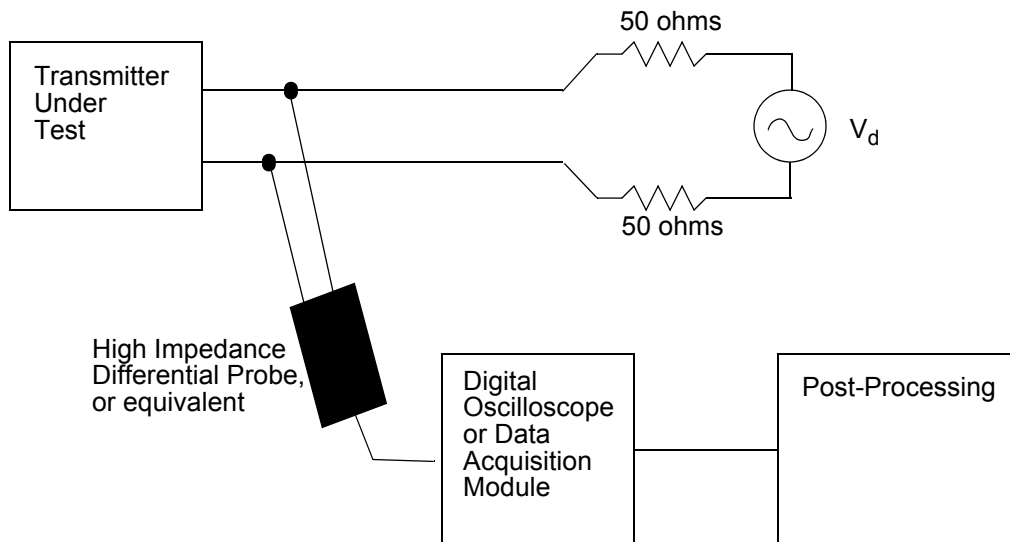 50 ohms
Transmitter
Under
Test
V_d
50 ohms
High Impedance
Differential Probe,
or equivalent
Digital
Oscilloscope
or Data
Acquisition
Module
Post-Processing